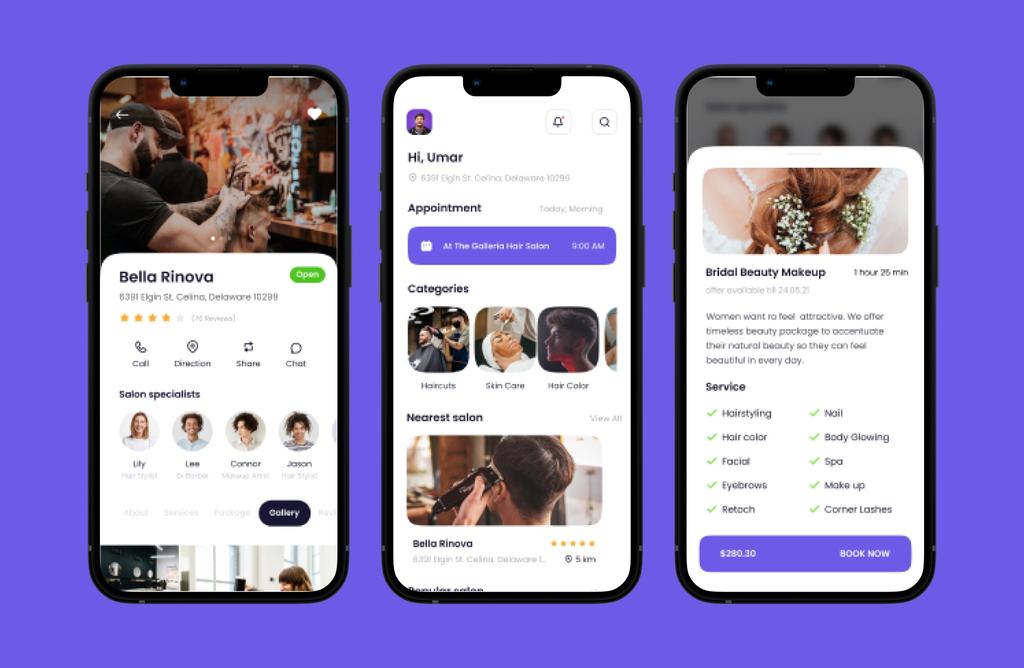 Bella Rinova
Open
6391 Elgin St. Celina, Delaware 10299
(76 Reviews)
Call
Direction
Share
Chat
Salon specialists
Lily
Lee
Connor
Jason
Hair Stylist
Sr.Barber
Makeup Artist
Hair Stylist
About
Services
Package
Gallery
Revi
Hi, Umar
6391 Elgin St. Celina, Delaware 10299
Appointment
Today, Morning
At The Galleria Hair Salon
9:00 AM
Categories
Haircuts
Skin Care
Hair Color
Nearest salon
View All
Bella Rinova
6391 Elgin St. Celina, Delaware 1...
5 km
Popular salon
Bridal Beauty Makeup
1 hour 25 min
offer available till 24.05.21
Women want ro feel attractive. We offer
timeless beauty package to accentuate
their natural beauty so they can feel
beautiful in every day.
Service
Hairstyling
Nail
Hair color
Body Glowing
Facial
Spa
Eyebrows
Make up
Retoch
Corner Lashes
$280.30
BOOK NOW